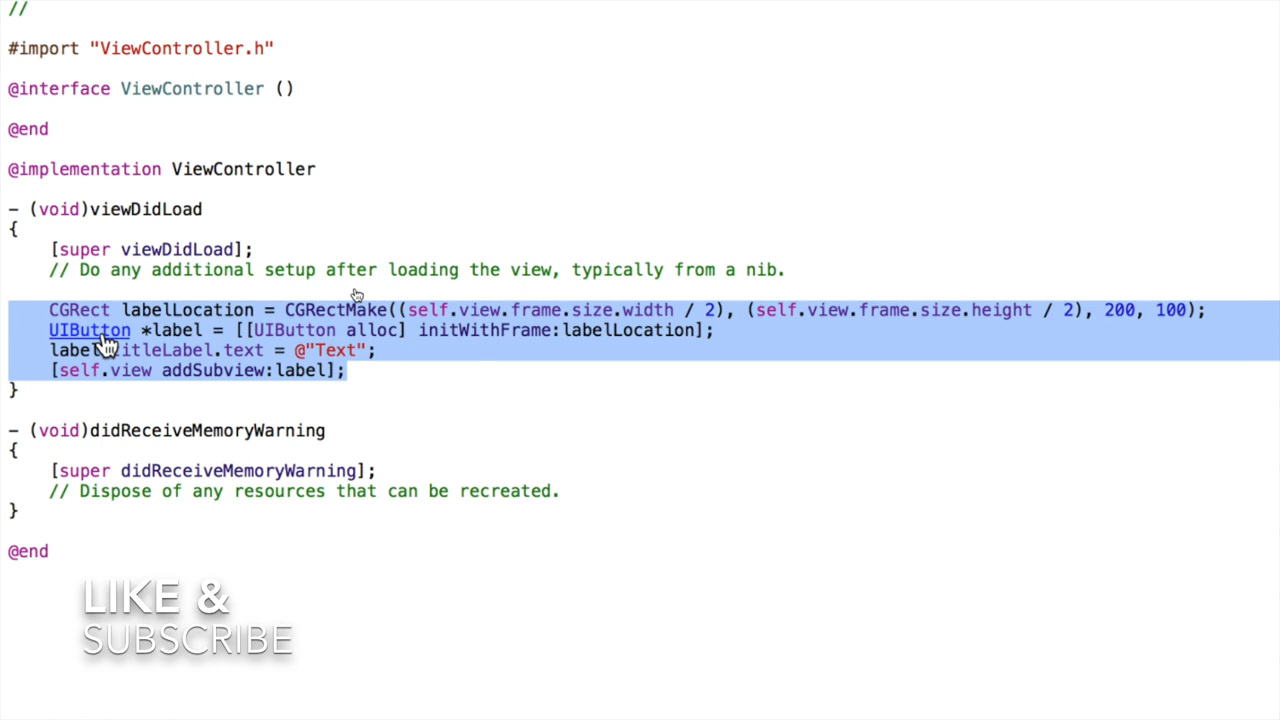 //
#import "ViewController.h"
@interface ViewController ()
@end
@implementation ViewController
- (void)viewDidLoad
{
[super viewDidLoad];
// Do any additional setup after loading the view, typically from a nib.
CGRect labelLocation = CGRectMake((self.view.frame.size.width / 2), (self.view.frame.size.height / 2), 200, 100);
UIButton *label = [[UIButton alloc] initWithFrame:labelLocation];
label.titleLabel.text = @"Text";
[self.view addSubview:label];
}
- (void)didReceiveMemoryWarning
{
[super didReceiveMemoryWarning];
// Dispose of any resources that can be recreated.
}
@end
LIKE &
SUBSCRIBE